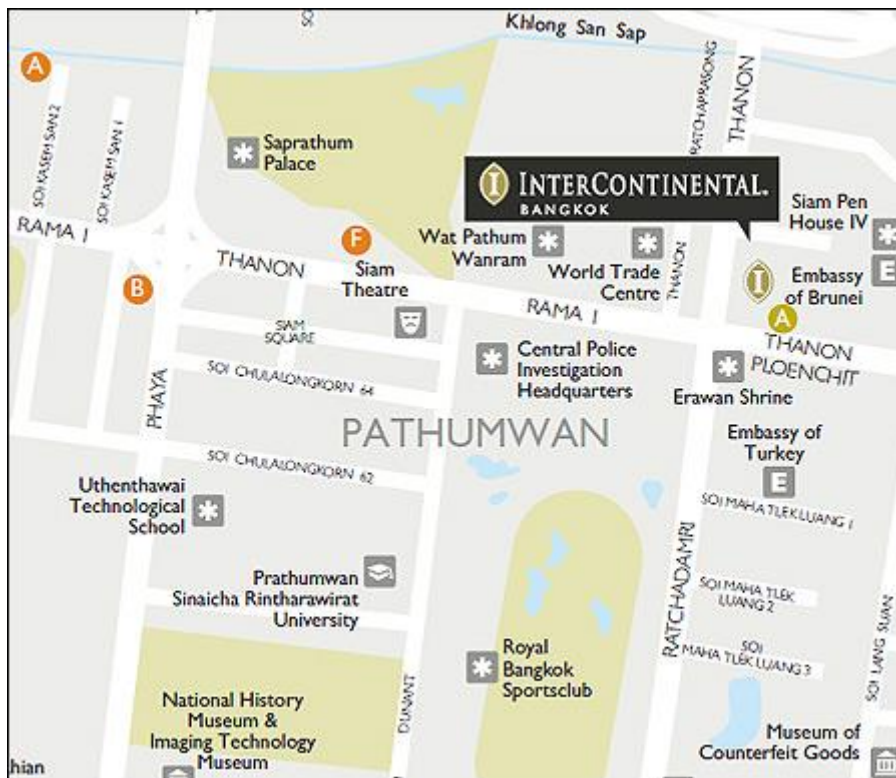 Khlong San Sap
A
SOI KASEM SAN 2
SOI KASEM SAN 1
Saprathum
Palace
RATCHAPRASONG
THANON
INTERCONTINENTAL.
BANGKOK
Siam Pen
House IV
RAMA I
THANON
F
Siam
Theatre
Wat Pathum
Wanram
World Trade
Centre
THANON
I
E
Embassy
of Brunei
B
A
RAMA I
THANON
PLOENCHIT
SIAM
SQUARE
SOI CHULALONGKORN 64
Central Police
Investigation
Headquarters
Erawan Shrine
PHAYA
PATHUMWAN
Embassy of
Turkey
E
SOI CHULALONGKORN 62
Uthenthawai
Technological
School
SOI MAHA TLEK LUANG 1
RATCHADAMRI
Prathumwan
Sinaicha Rintharawirat
University
SOI MAHA TLEK
LUANG 2
SOI
MAHA TLEK LUANG 3
SOI LANG SUAN
Royal
Bangkok
Sportsclub
DUNANT
National History
Museum &
Imaging Technology
Museum
Museum of
Counterfeit Goods
hian